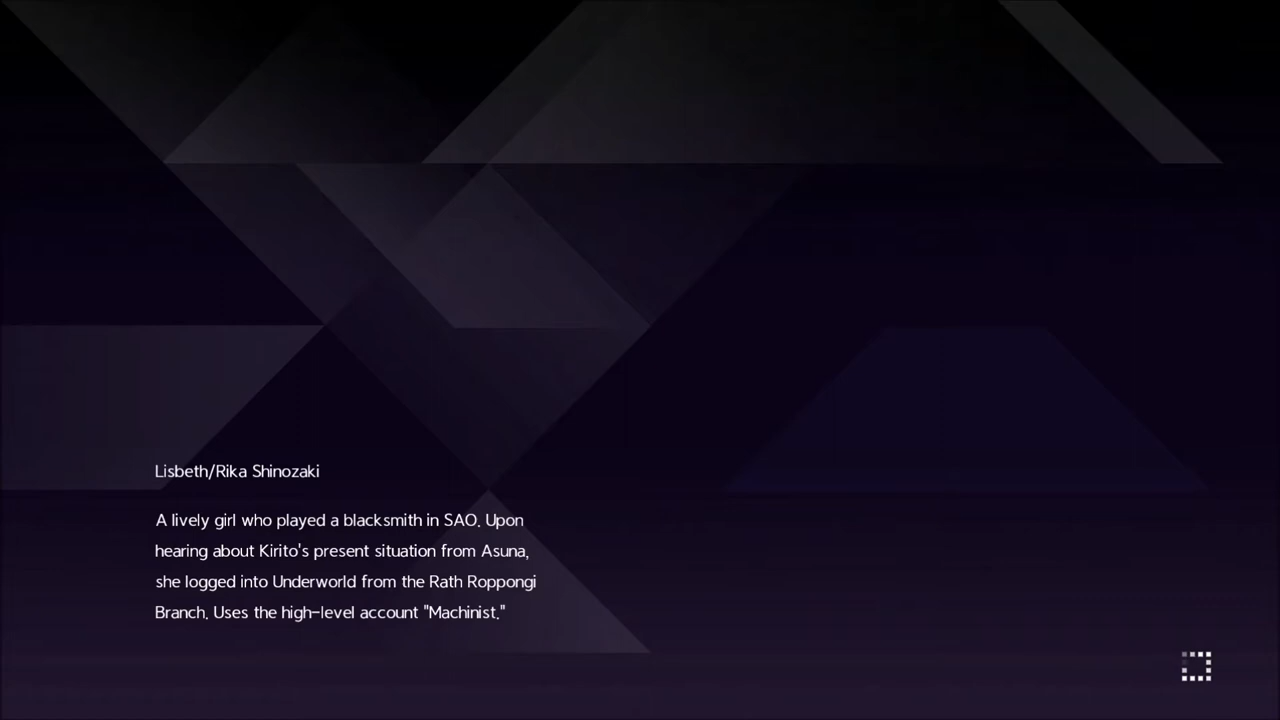 Lisbeth/Rika Shinozaki
A lively girl who played a blacksmith in SAO. Upon
hearing about Kirito's present situation from Asuna,
she logged into Underworld from the Rath Roppongi
Branch. Uses the high-level account "Machinist."